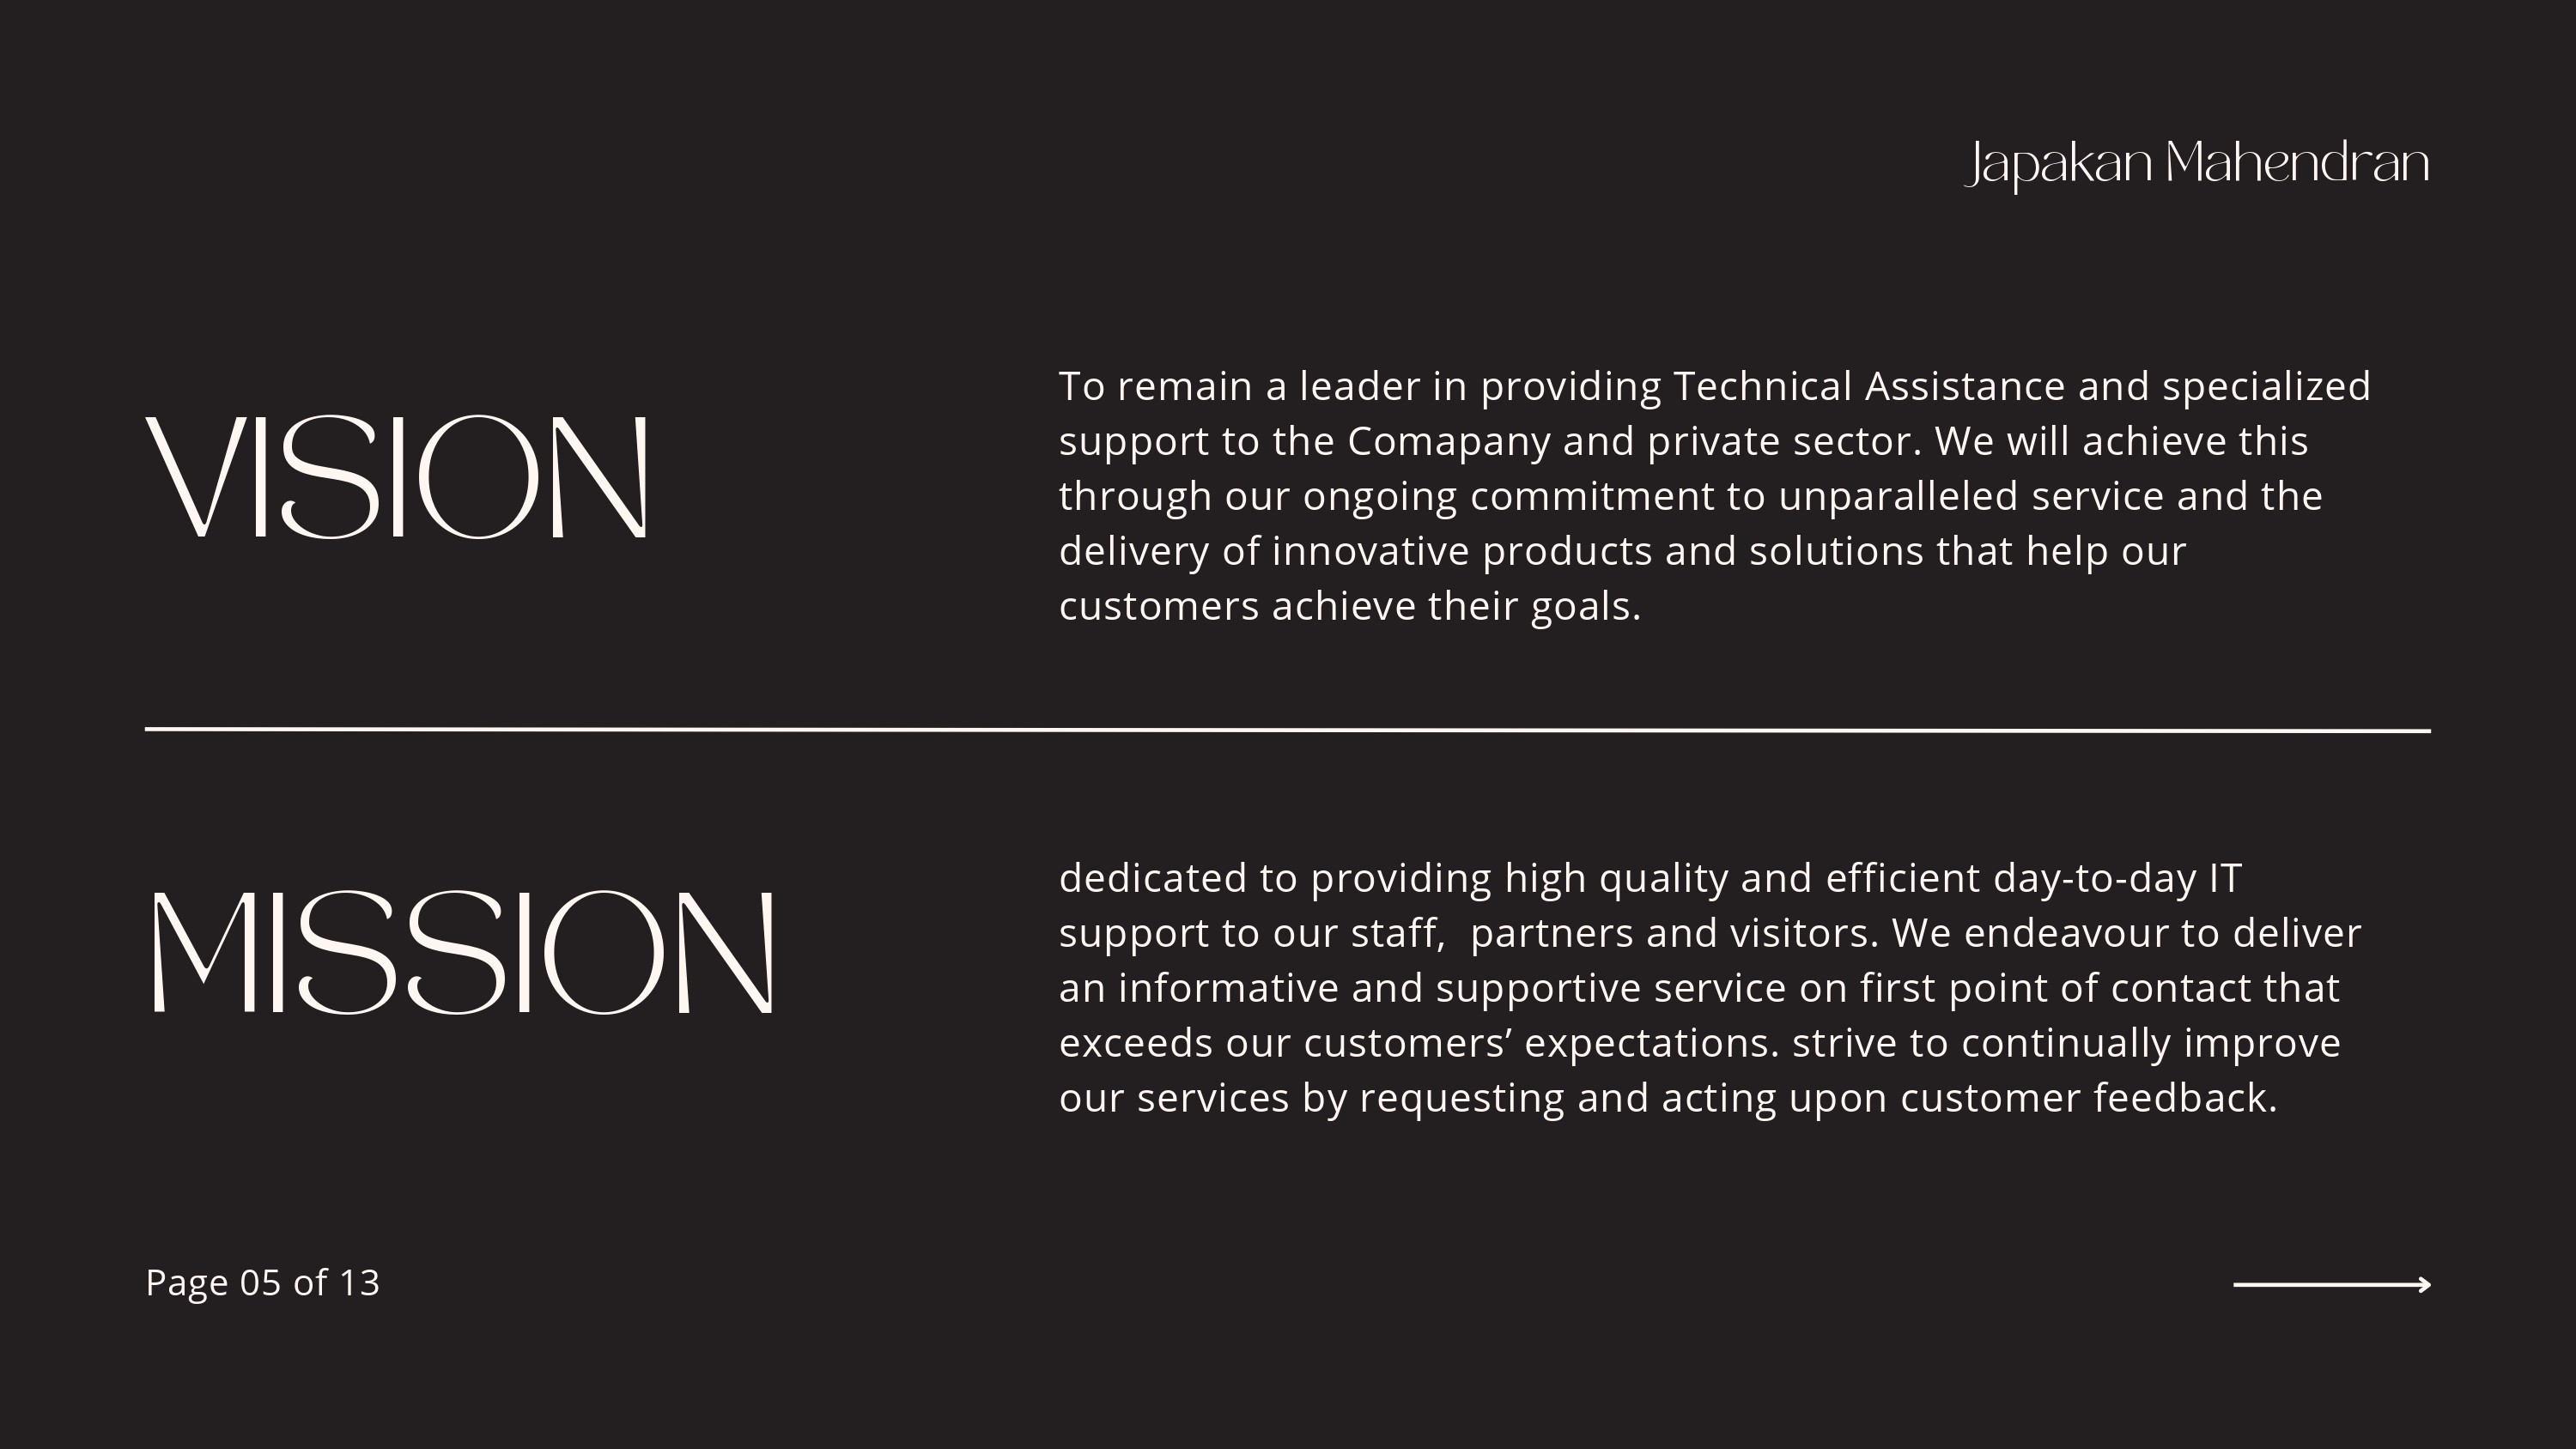 Japakan Mahendran
VISION
To remain a leader in providing Technical Assistance and specialized
support to the Comapany and private sector. We will achieve this
through our ongoing commitment to unparalleled service and the
delivery of innovative products and solutions that help our
customers achieve their goals.
MISSION
dedicated to providing high quality and efficient day-to-day IT
support to our staff,  partners and visitors. We endeavour to deliver
an informative and supportive service on first point of contact that
exceeds our customers’ expectations. strive to continually improve
our services by requesting and acting upon customer feedback.
Page 05 of 13